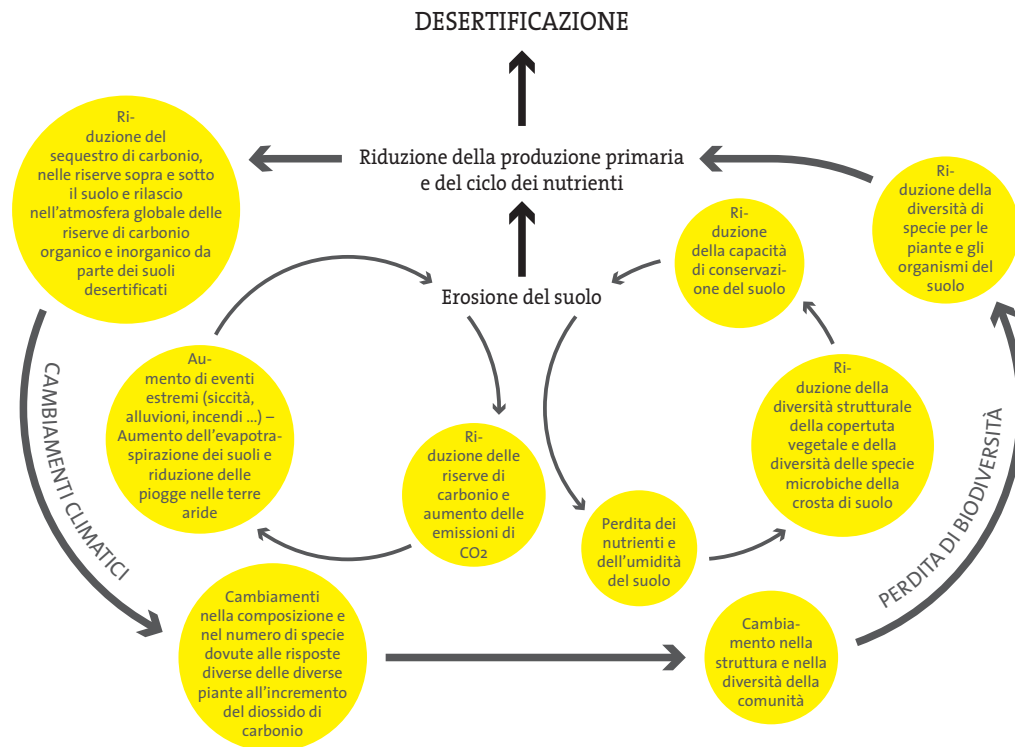 DESERTIFICAZIONE
Riduzione della produzione primaria
e del ciclo dei nutrienti
Erosione del suolo
Ri-
duzione del
sequestro di carbonio,
nelle riserve sopra e sotto
il suolo e rilascio
nell'atmosfera globale delle
riserve di carbonio
organico e inorganico da
parte dei suoli
desertificati
CAMBIAMENTI CLIMATICI
Au-
mento di eventi
estremi (siccità,
alluvioni, incendi ...) –
Aumento dell'evapotra-
spirazione dei suoli e
riduzione delle
piogge nelle terre
aride
Ri-
duzione delle
riserve di
carbonio e
aumento delle
emissioni di
CO2
Perdita dei
nutrienti e
dell'umidità
del suolo
Ri-
duzione della
diversità strutturale
della copertuta
vegetale e della
diversità delle specie
microbiche della
crosta di suolo
Ri-
duzione
della capacità
di conservazi-
one del suolo
Ri-
duzione della
diversità di
specie per le
piante e gli
organismi del
suolo
PERDITA DI BIODIVERSITÀ
Cambiamenti
nella composizione e
nel numero di specie
dovute alle risposte
diverse delle diverse
piante all'incremento
del diossido di
carbonio
Cambia-
mento nella
struttura e nella
diversità della
comunità